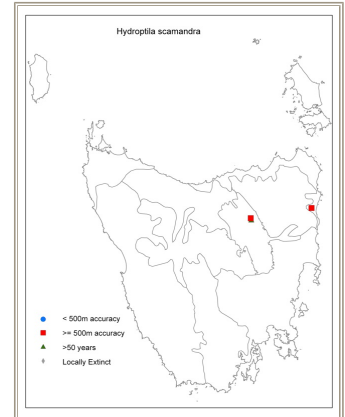 Hydroptila scamandra
< 500m accuracy
>= 500m accuracy
>50 years
Locally Extinct